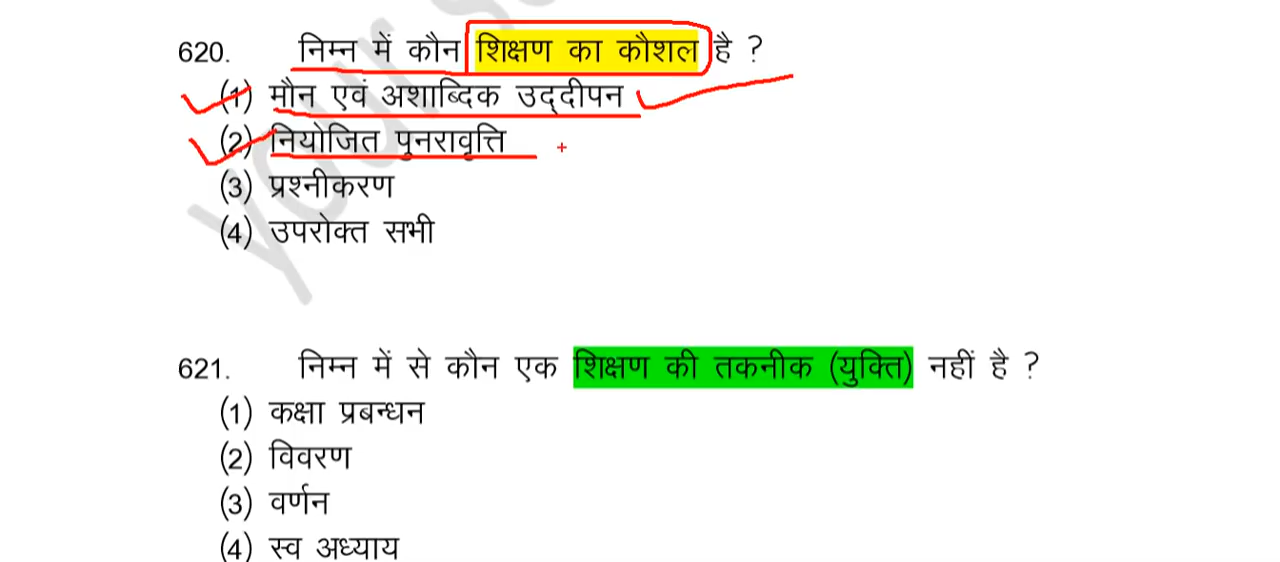 620. निम्न में कौन शिक्षण का कौशल है ?
(1) मौन एवं अशाब्दिक उद्दीपन
(2) नियोजित पुनरावृत्ति
(3) प्रश्नीकरण
(4) उपरोक्त सभी
621. निम्न में से कौन एक शिक्षण की तकनीक (युक्ति) नहीं है ?
(1) कक्षा प्रबन्धन
(2) विवरण
(3) वर्णन
(4) स्व अध्याय